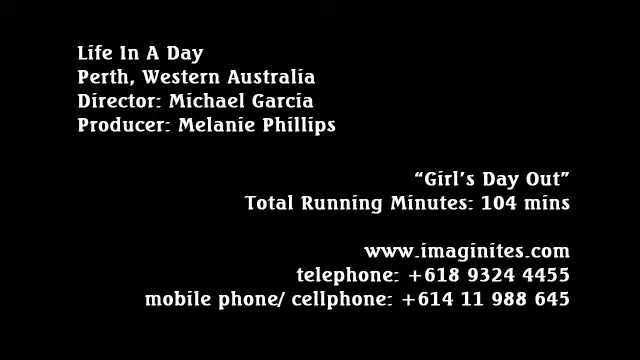 Life In A Day
Perth, Western Australia
Director: Michael Garcia
Producer: Melanie Phillips
“Girl’s Day Out”
Total Running Minutes: 104 mins
www.imaginites.com
telephone: +618 9324 4455
mobile phone/ cellphone: +614 11 988 645